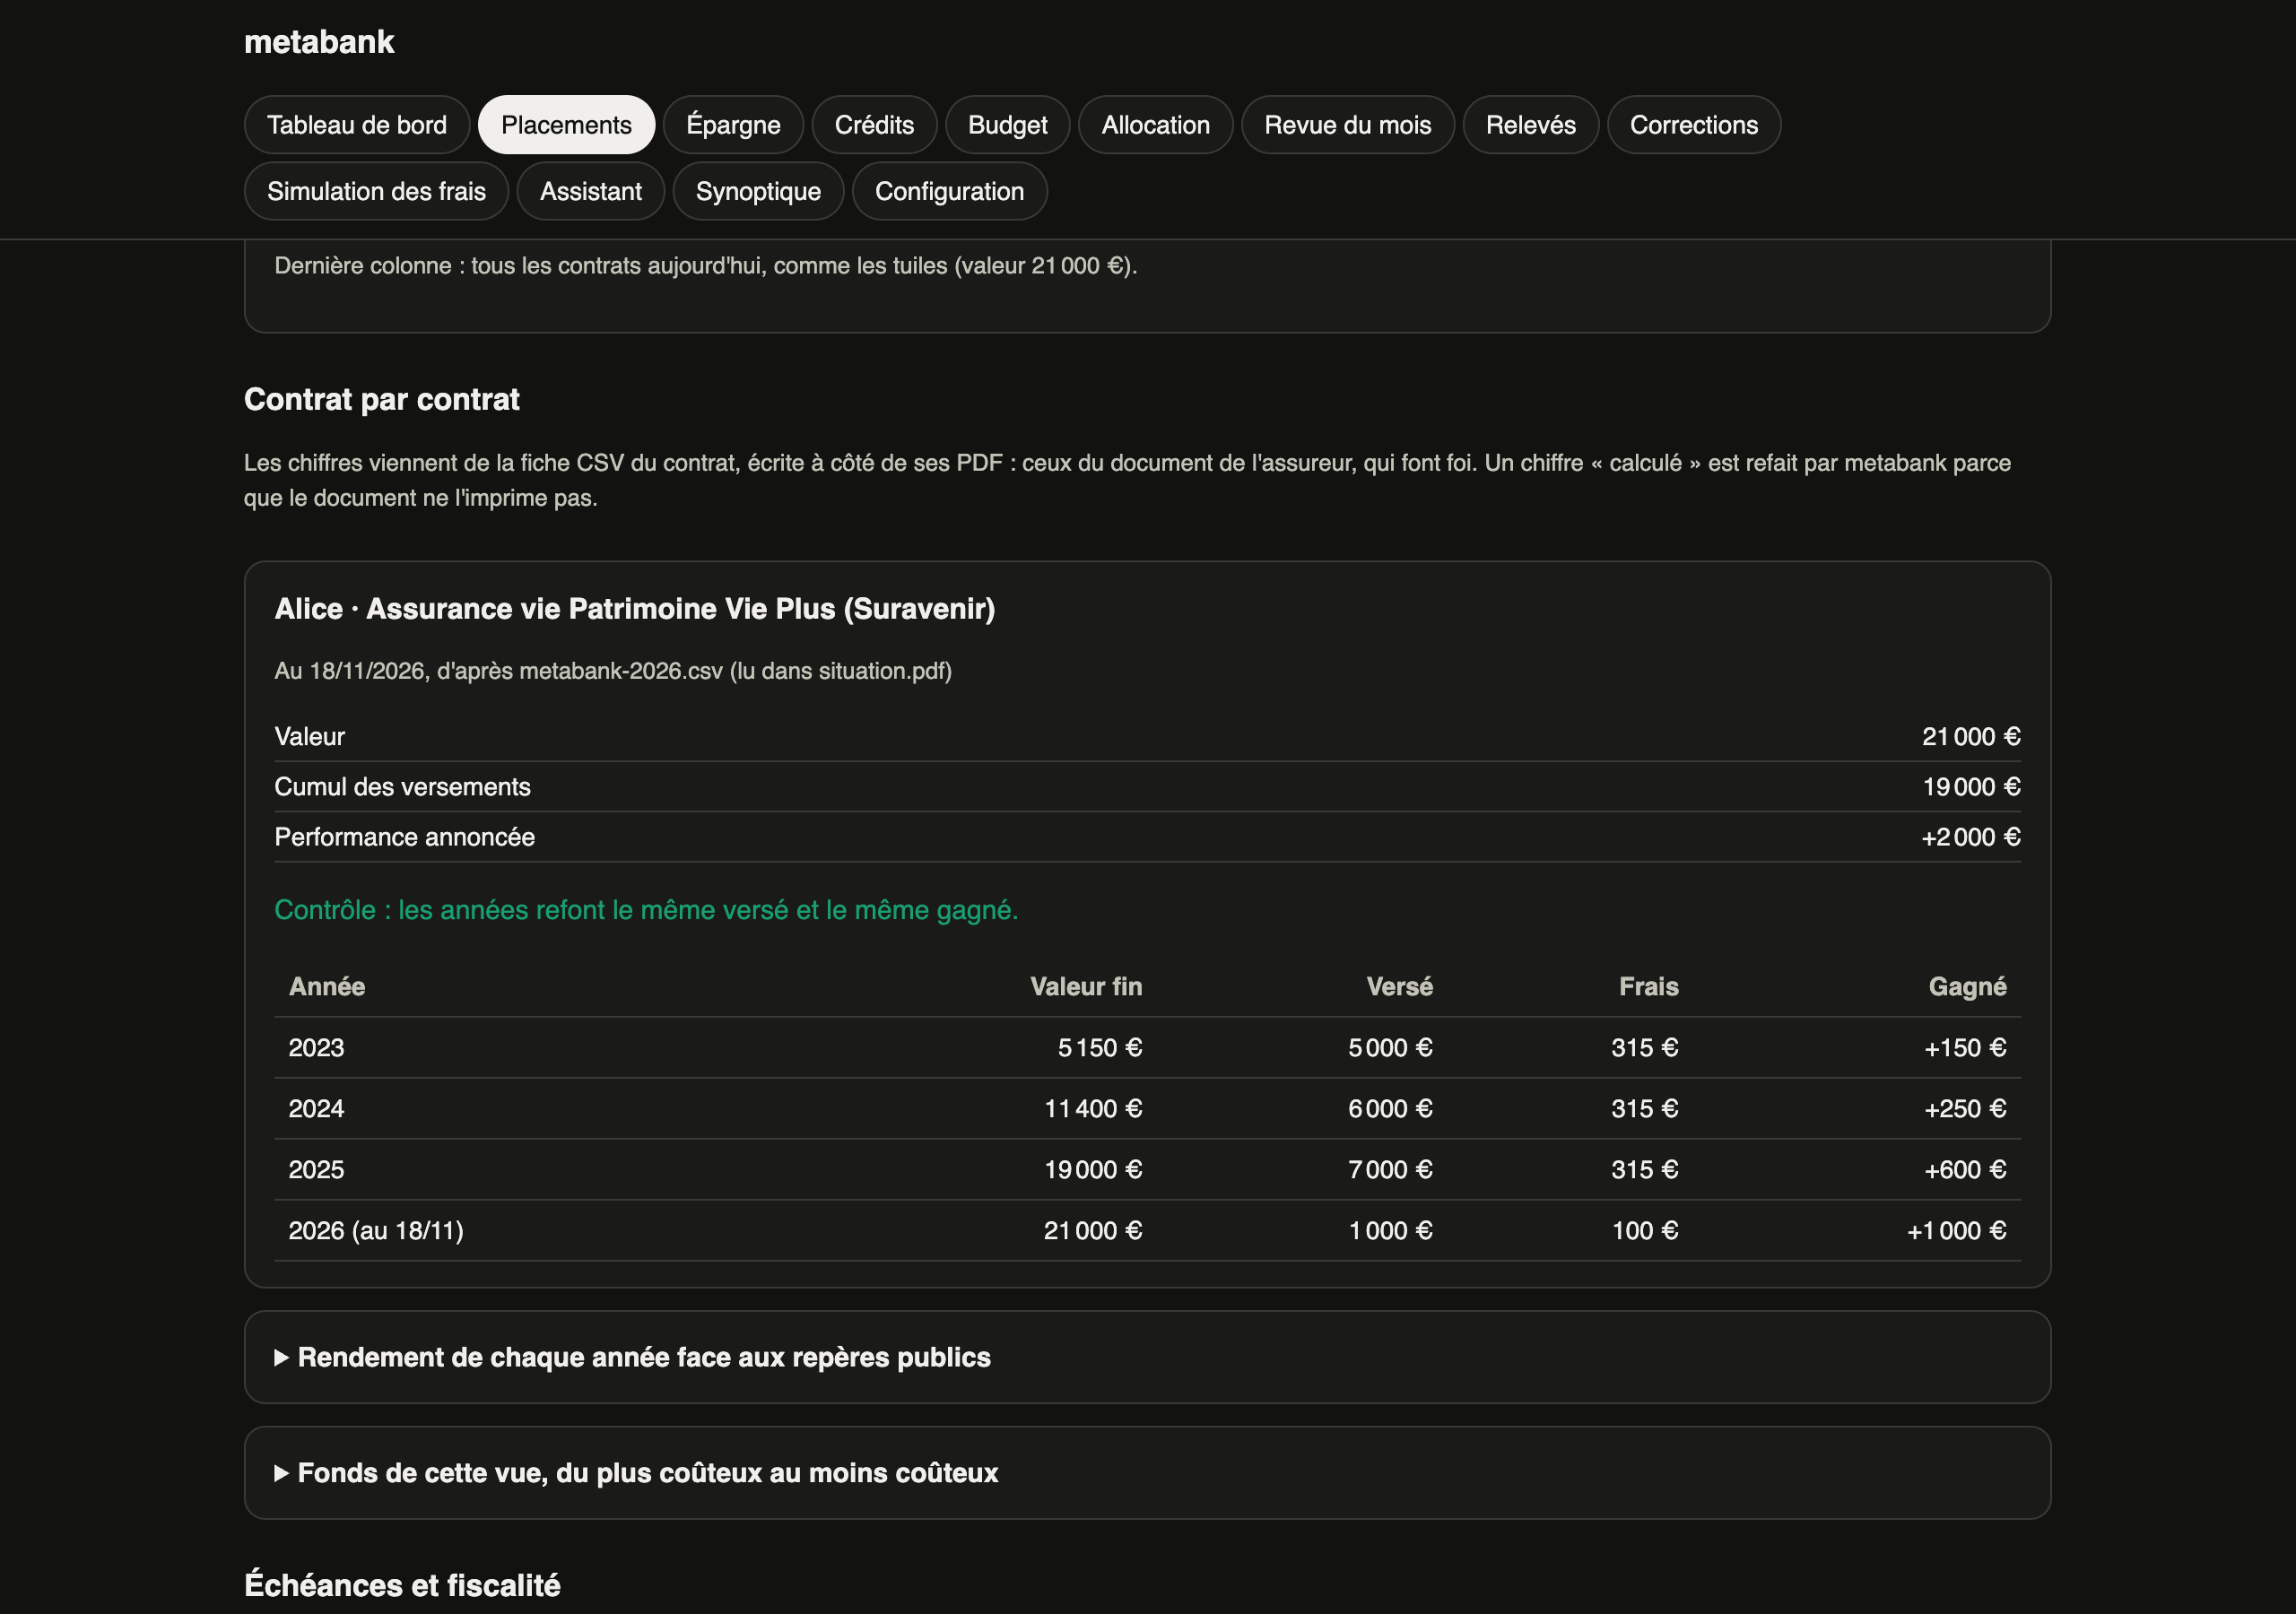 metabank
Tableau de bord Placements Épargne Crédits Budget Allocation Revue du mois Relevés Corrections
Simulation des frais Assistant Synoptique Configuration
Dernière colonne : tous les contrats aujourd'hui, comme les tuiles (valeur 21 000 €).
Contrat par contrat
Les chiffres viennent de la fiche CSV du contrat, écrite à côté de ses PDF : ceux du document de l'assureur, qui font foi. Un chiffre « calculé » est refait par metabank parce
que le document ne l'imprime pas.
Alice · Assurance vie Patrimoine Vie Plus (Suravenir)
Au 18/11/2026, d'après metabank-2026.csv (lu dans situation.pdf)
Valeur 21 000 €
Cumul des versements 19 000 €
Performance annoncée +2 000 €
Contrôle : les années refont le même versé et le même gagné.
Année Valeur fin Versé Frais Gagné
2023 5 150 € 5 000 € 315 € +150 €
2024 11 400 € 6 000 € 315 € +250 €
2025 19 000 € 7 000 € 315 € +600 €
2026 (au 18/11) 21 000 € 1 000 € 100 € +1 000 €
▶ Rendement de chaque année face aux repères publics
▶ Fonds de cette vue, du plus coûteux au moins coûteux
Échéances et fiscalité